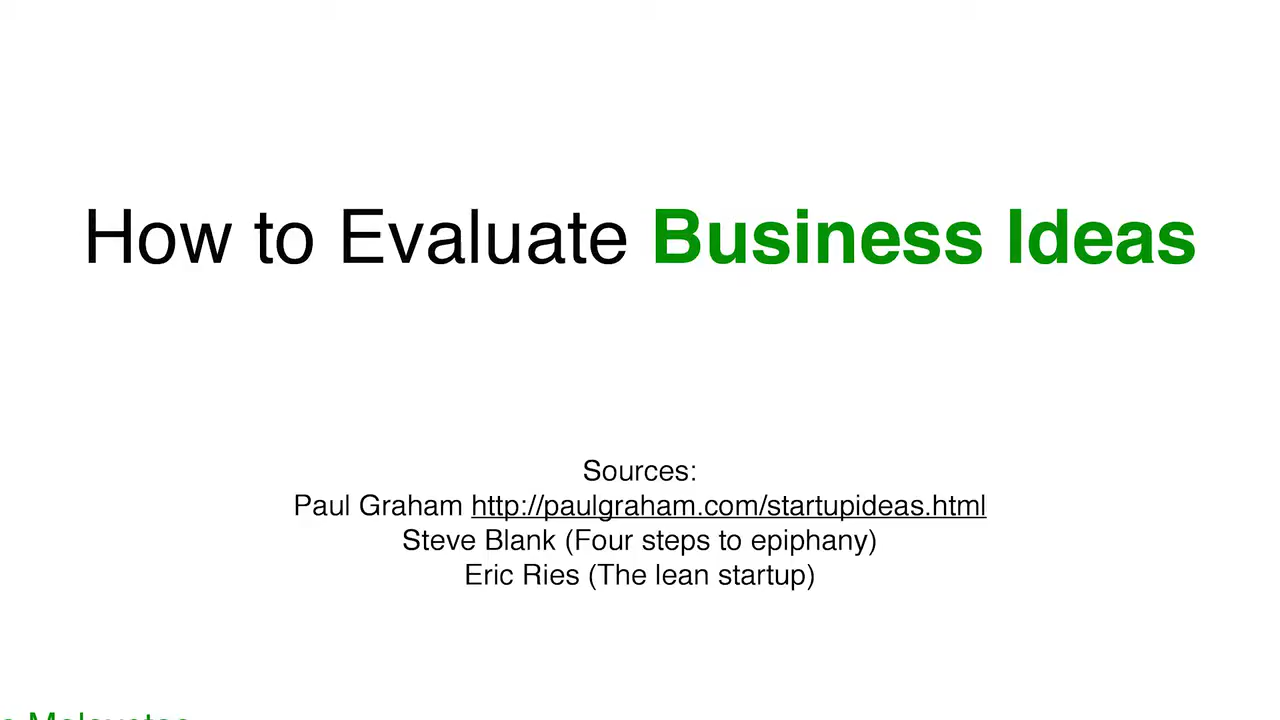 How to Evaluate Business Ideas
Sources:
Paul Graham http://paulgraham.com/startupideas.html
Steve Blank (Four steps to epiphany)
Eric Ries (The lean startup)